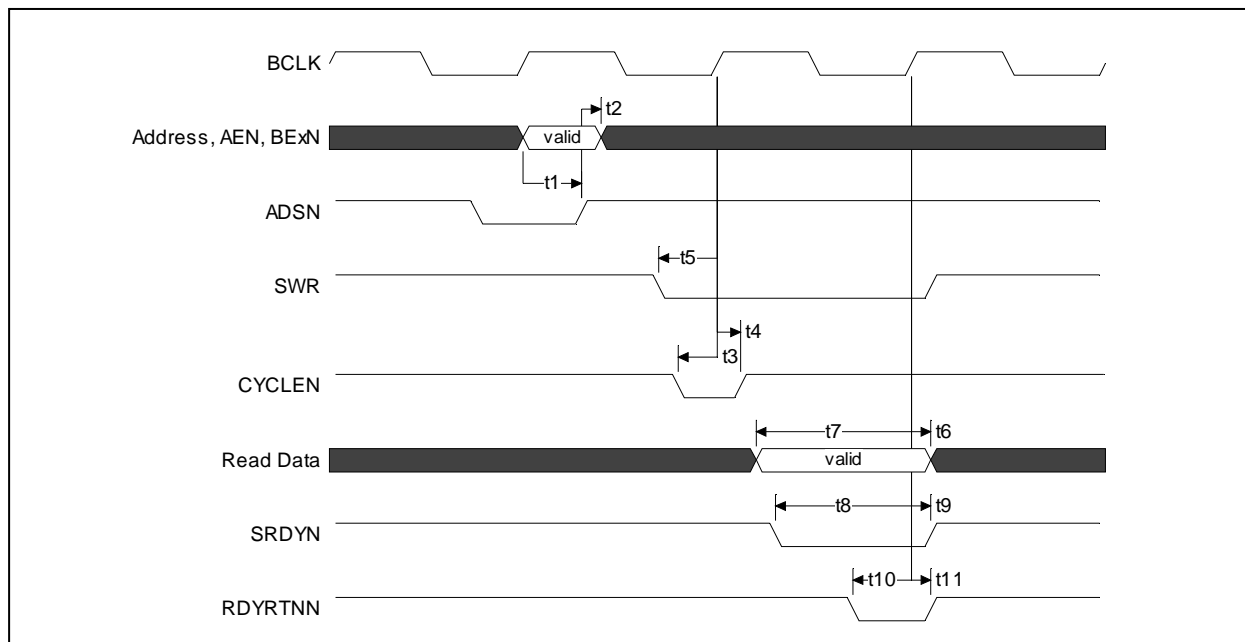 BCLK
t2
Address, AEN, BExN
valid
t1
ADSN
t5
SWR
t4
t3
CYCLEN
t7
t6
Read Data
valid
t8
t9
SRDYN
t10
t11
RDYRTNN